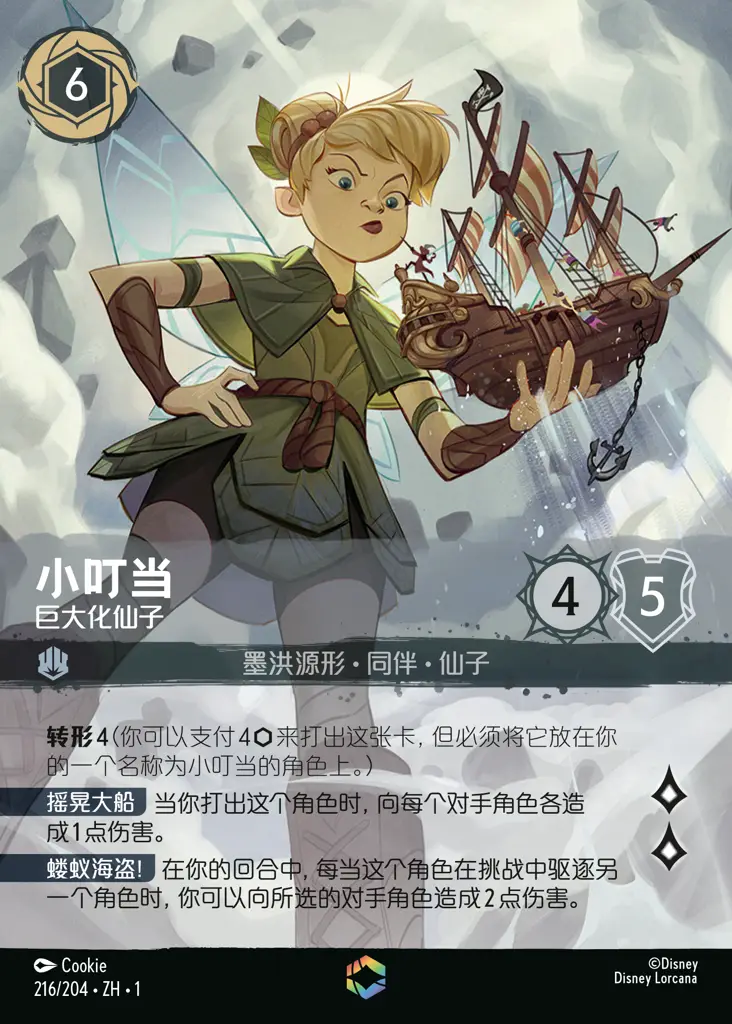 6
小叮当
巨大化仙子
4
5
墨洪源形 • 同伴 • 仙子
转形4(你可以支付4⬡来打出这张卡, 但必须将它放在你
的一个名称为小叮当的角色上。)
摇晃大船 当你打出这个角色时, 向每个对手角色各造
成1点伤害。
蝼蚁海盗! 在你的回合中, 每当这个角色在挑战中驱逐另
一个角色时, 你可以向所选的对手角色造成2点伤害。
Cookie
©Disney
216/204 • ZH • 1
Disney Lorcana